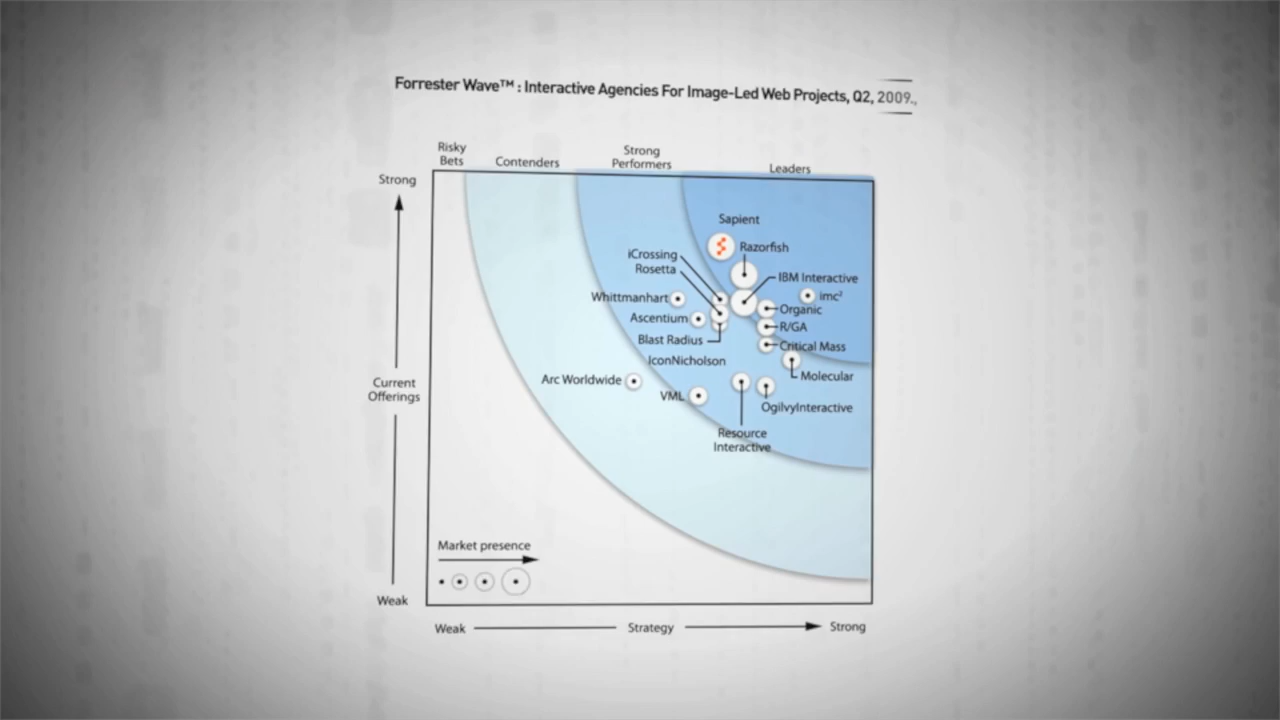 Forrester Wave™ : Interactive Agencies For Image-Led Web Projects, Q2, 2009.,
Risky
Bets
Contenders
Strong
Performers
Leaders
Strong
Sapient
Razorfish
iCrossing
Rosetta
IBM Interactive
Whittmanhart
imc²
Organic
Ascentium
R/GA
Blast Radius
Critical Mass
IconNicholson
Molecular
Arc Worldwide
VML
OgilvyInteractive
Current
Offerings
Resource
Interactive
Market presence
Weak
Weak
Strategy
Strong